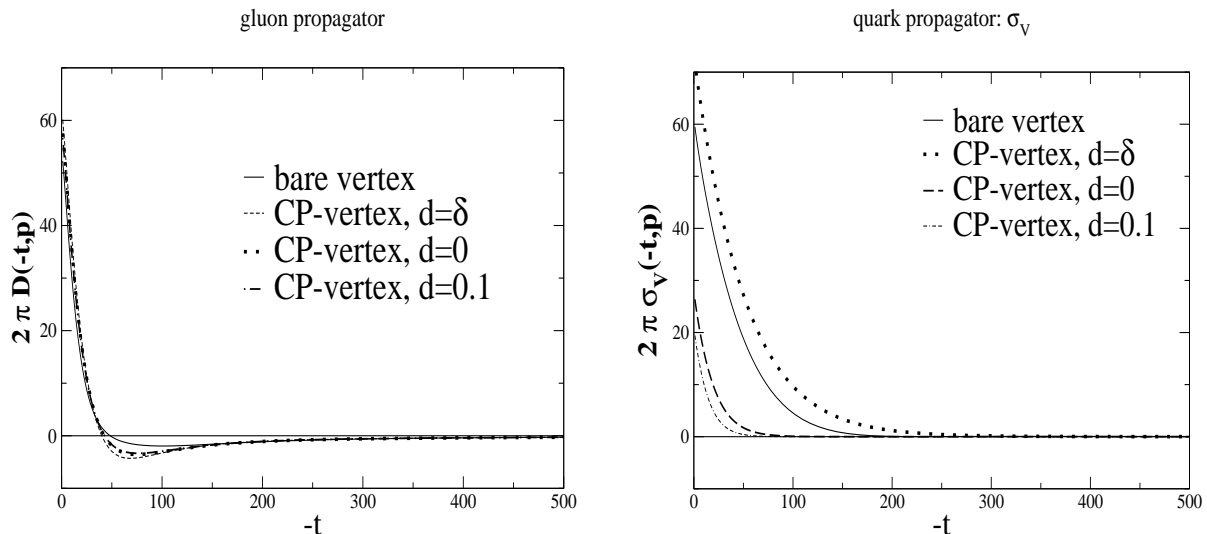 gluon propagator
60
40
20
0
2 π D(-t,p)
bare vertex
CP-vertex, d=δ
CP-vertex, d=0
CP-vertex, d=0.1
0 100 200 300 400 500
-t
quark propagator: σV
60
40
20
0
2 π σV(-t,p)
bare vertex
CP-vertex, d=δ
CP-vertex, d=0
CP-vertex, d=0.1
0 100 200 300 400 500
-t